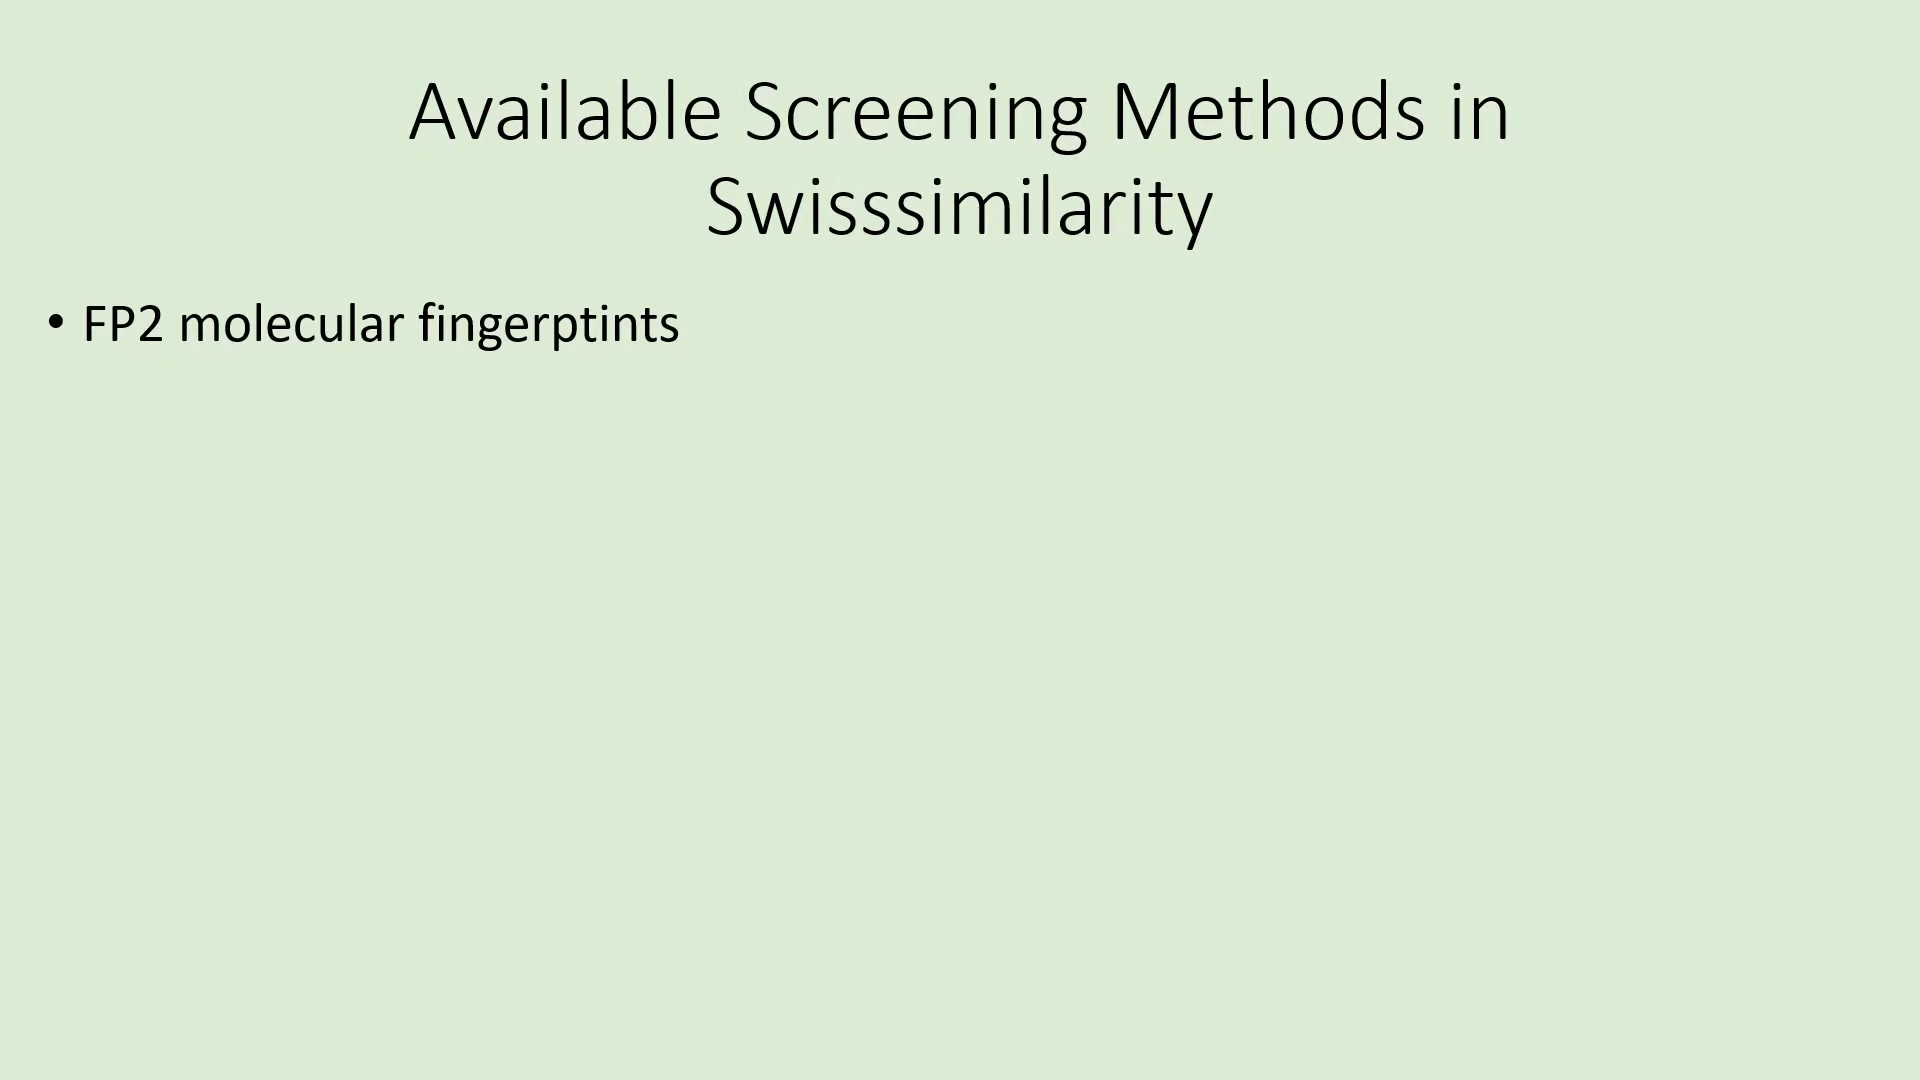 Available Screening Methods in
Swisssimilarity
• FP2 molecular fingerptints